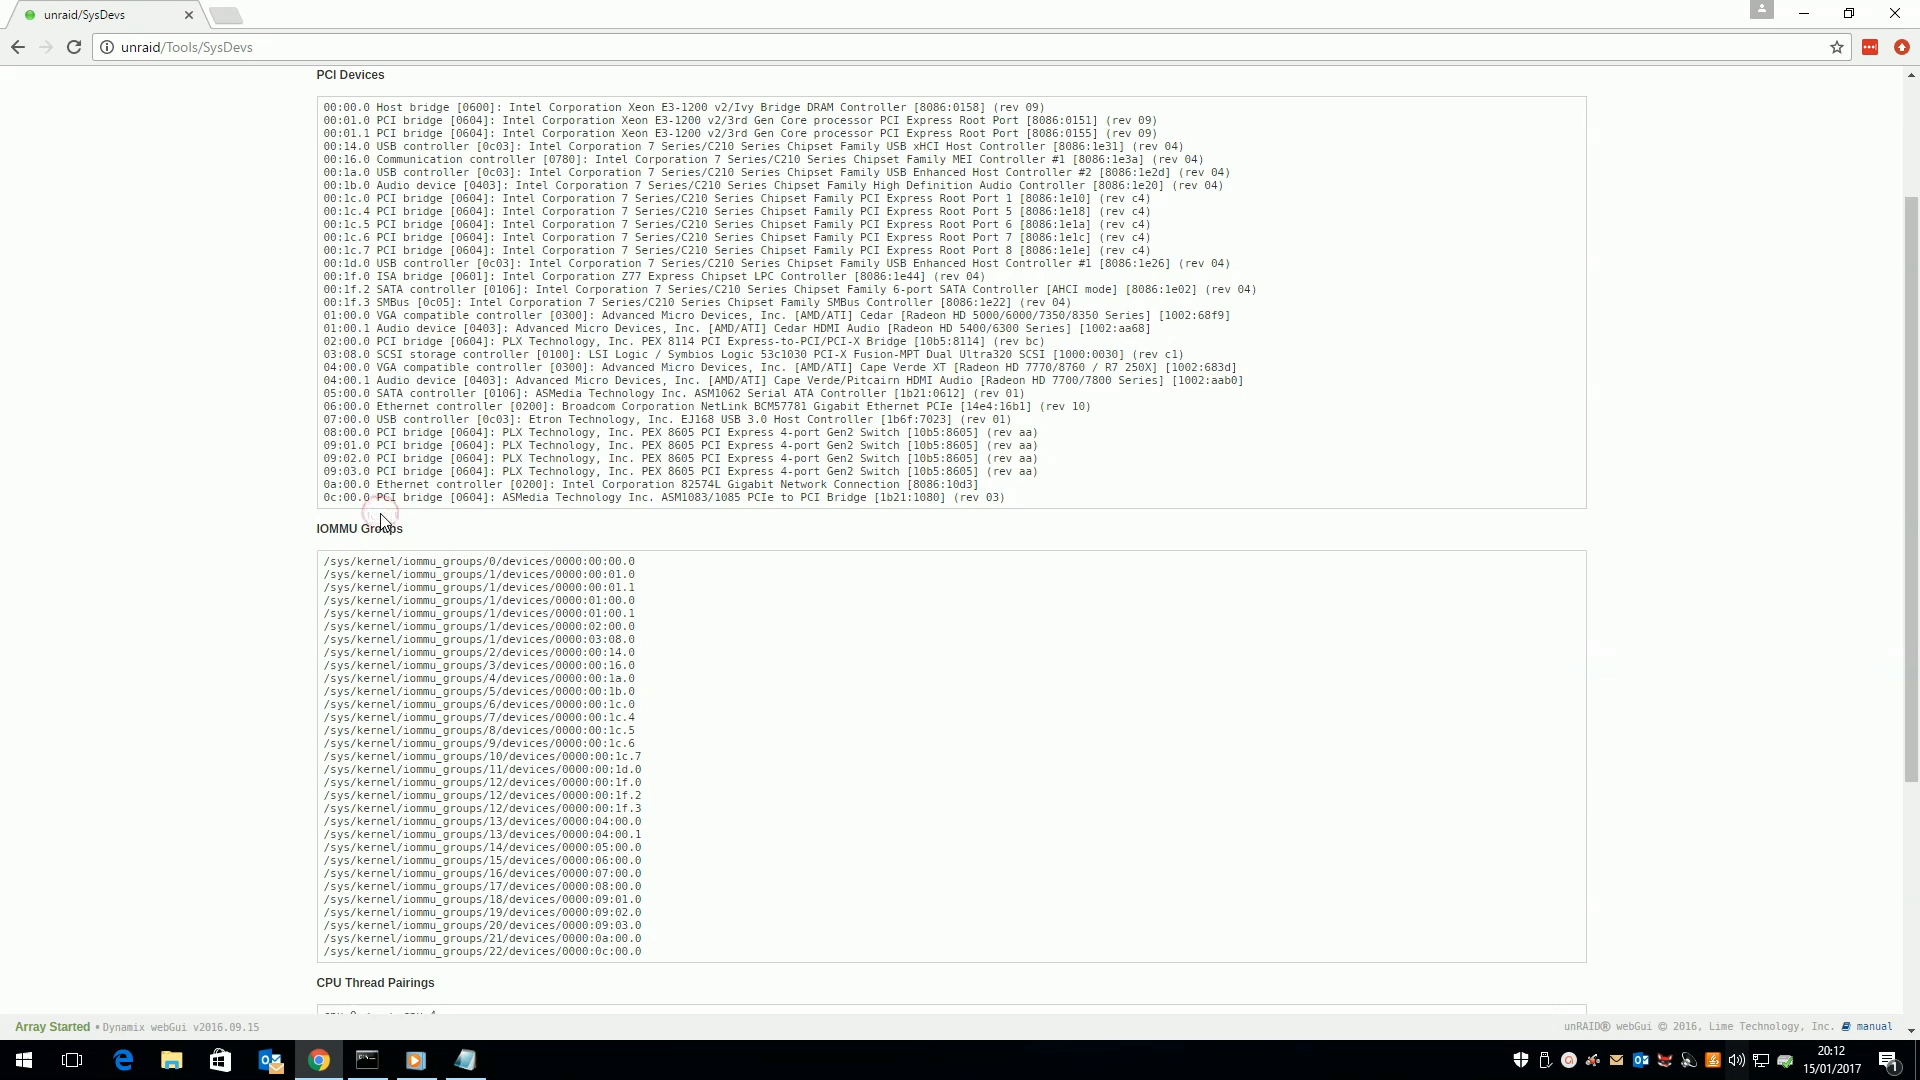 unraid/SysDevs
unraid/Tools/SysDevs
PCI Devices
00:00.0 Host bridge [0600]: Intel Corporation Xeon E3-1200 v2/Ivy Bridge DRAM Controller [8086:0158] (rev 09)
00:01.0 PCI bridge [0604]: Intel Corporation Xeon E3-1200 v2/3rd Gen Core processor PCI Express Root Port [8086:0151] (rev 09)
00:01.1 PCI bridge [0604]: Intel Corporation Xeon E3-1200 v2/3rd Gen Core processor PCI Express Root Port [8086:0155] (rev 09)
00:14.0 USB controller [0c03]: Intel Corporation 7 Series/C210 Series Chipset Family USB xHCI Host Controller [8086:1e31] (rev 04)
00:16.0 Communication controller [0780]: Intel Corporation 7 Series/C210 Series Chipset Family MEI Controller #1 [8086:1e3a] (rev 04)
00:1a.0 USB controller [0c03]: Intel Corporation 7 Series/C210 Series Chipset Family USB Enhanced Host Controller #2 [8086:1e2d] (rev 04)
00:1b.0 Audio device [0403]: Intel Corporation 7 Series/C210 Series Chipset Family High Definition Audio Controller [8086:1e20] (rev 04)
00:1c.0 PCI bridge [0604]: Intel Corporation 7 Series/C210 Series Chipset Family PCI Express Root Port 1 [8086:1e10] (rev c4)
00:1c.4 PCI bridge [0604]: Intel Corporation 7 Series/C210 Series Chipset Family PCI Express Root Port 5 [8086:1e18] (rev c4)
00:1c.5 PCI bridge [0604]: Intel Corporation 7 Series/C210 Series Chipset Family PCI Express Root Port 6 [8086:1e1a] (rev c4)
00:1c.6 PCI bridge [0604]: Intel Corporation 7 Series/C210 Series Chipset Family PCI Express Root Port 7 [8086:1e1c] (rev c4)
00:1c.7 PCI bridge [0604]: Intel Corporation 7 Series/C210 Series Chipset Family PCI Express Root Port 8 [8086:1e1e] (rev c4)
00:1d.0 USB controller [0c03]: Intel Corporation 7 Series/C210 Series Chipset Family USB Enhanced Host Controller #1 [8086:1e26] (rev 04)
00:1f.0 ISA bridge [0601]: Intel Corporation Z77 Express Chipset LPC Controller [8086:1e44] (rev 04)
00:1f.2 SATA controller [0106]: Intel Corporation 7 Series/C210 Series Chipset Family 6-port SATA Controller [AHCI mode] [8086:1e02] (rev 04)
00:1f.3 SMBus [0c05]: Intel Corporation 7 Series/C210 Series Chipset Family SMBus Controller [8086:1e22] (rev 04)
01:00.0 VGA compatible controller [0300]: Advanced Micro Devices, Inc. [AMD/ATI] Cedar [Radeon HD 5000/6000/7350/8350 Series] [1002:68f9]
01:00.1 Audio device [0403]: Advanced Micro Devices, Inc. [AMD/ATI] Cedar HDMI Audio [Radeon HD 5400/6300 Series] [1002:aa68]
02:00.0 PCI bridge [0604]: PLX Technology, Inc. PEX 8114 PCI Express-to-PCI/PCI-X Bridge [10b5:8114] (rev bc)
03:08.0 SCSI storage controller [0100]: LSI Logic / Symbios Logic 53c1030 PCI-X Fusion-MPT Dual Ultra320 SCSI [1000:0030] (rev c1)
04:00.0 VGA compatible controller [0300]: Advanced Micro Devices, Inc. [AMD/ATI] Cape Verde XT [Radeon HD 7770/8760 / R7 250X] [1002:683d]
04:00.1 Audio device [0403]: Advanced Micro Devices, Inc. [AMD/ATI] Cape Verde/Pitcairn HDMI Audio [Radeon HD 7700/7800 Series] [1002:aab0]
05:00.0 SATA controller [0106]: ASMedia Technology Inc. ASM1062 Serial ATA Controller [1b21:0612] (rev 01)
06:00.0 Ethernet controller [0200]: Broadcom Corporation NetLink BCM57781 Gigabit Ethernet PCIe [14e4:16b1] (rev 10)
07:00.0 USB controller [0c03]: Etron Technology, Inc. EJ168 USB 3.0 Host Controller [1b6f:7023] (rev 01)
08:00.0 PCI bridge [0604]: PLX Technology, Inc. PEX 8605 PCI Express 4-port Gen2 Switch [10b5:8605] (rev aa)
09:01.0 PCI bridge [0604]: PLX Technology, Inc. PEX 8605 PCI Express 4-port Gen2 Switch [10b5:8605] (rev aa)
09:02.0 PCI bridge [0604]: PLX Technology, Inc. PEX 8605 PCI Express 4-port Gen2 Switch [10b5:8605] (rev aa)
09:03.0 PCI bridge [0604]: PLX Technology, Inc. PEX 8605 PCI Express 4-port Gen2 Switch [10b5:8605] (rev aa)
0a:00.0 Ethernet controller [0200]: Intel Corporation 82574L Gigabit Network Connection [8086:10d3]
0c:00.0 PCI bridge [0604]: ASMedia Technology Inc. ASM1083/1085 PCIe to PCI Bridge [1b21:1080] (rev 03)
IOMMU Groups
/sys/kernel/iommu_groups/0/devices/0000:00:00.0
/sys/kernel/iommu_groups/1/devices/0000:00:01.0
/sys/kernel/iommu_groups/1/devices/0000:00:01.1
/sys/kernel/iommu_groups/1/devices/0000:01:00.0
/sys/kernel/iommu_groups/1/devices/0000:01:00.1
/sys/kernel/iommu_groups/1/devices/0000:02:00.0
/sys/kernel/iommu_groups/1/devices/0000:03:08.0
/sys/kernel/iommu_groups/2/devices/0000:00:14.0
/sys/kernel/iommu_groups/3/devices/0000:00:16.0
/sys/kernel/iommu_groups/4/devices/0000:00:1a.0
/sys/kernel/iommu_groups/5/devices/0000:00:1b.0
/sys/kernel/iommu_groups/6/devices/0000:00:1c.0
/sys/kernel/iommu_groups/7/devices/0000:00:1c.4
/sys/kernel/iommu_groups/8/devices/0000:00:1c.5
/sys/kernel/iommu_groups/9/devices/0000:00:1c.6
/sys/kernel/iommu_groups/10/devices/0000:00:1c.7
/sys/kernel/iommu_groups/11/devices/0000:00:1d.0
/sys/kernel/iommu_groups/12/devices/0000:00:1f.0
/sys/kernel/iommu_groups/12/devices/0000:00:1f.2
/sys/kernel/iommu_groups/12/devices/0000:00:1f.3
/sys/kernel/iommu_groups/13/devices/0000:04:00.0
/sys/kernel/iommu_groups/13/devices/0000:04:00.1
/sys/kernel/iommu_groups/14/devices/0000:05:00.0
/sys/kernel/iommu_groups/15/devices/0000:06:00.0
/sys/kernel/iommu_groups/16/devices/0000:07:00.0
/sys/kernel/iommu_groups/17/devices/0000:08:00.0
/sys/kernel/iommu_groups/18/devices/0000:09:01.0
/sys/kernel/iommu_groups/19/devices/0000:09:02.0
/sys/kernel/iommu_groups/20/devices/0000:09:03.0
/sys/kernel/iommu_groups/21/devices/0000:0a:00.0
/sys/kernel/iommu_groups/22/devices/0000:0c:00.0
CPU Thread Pairings
Array Started • Dynamix webGui v2016.09.15
unRAID® webGui © 2016, Lime Technology, Inc. manual
20:12
15/01/2017
1